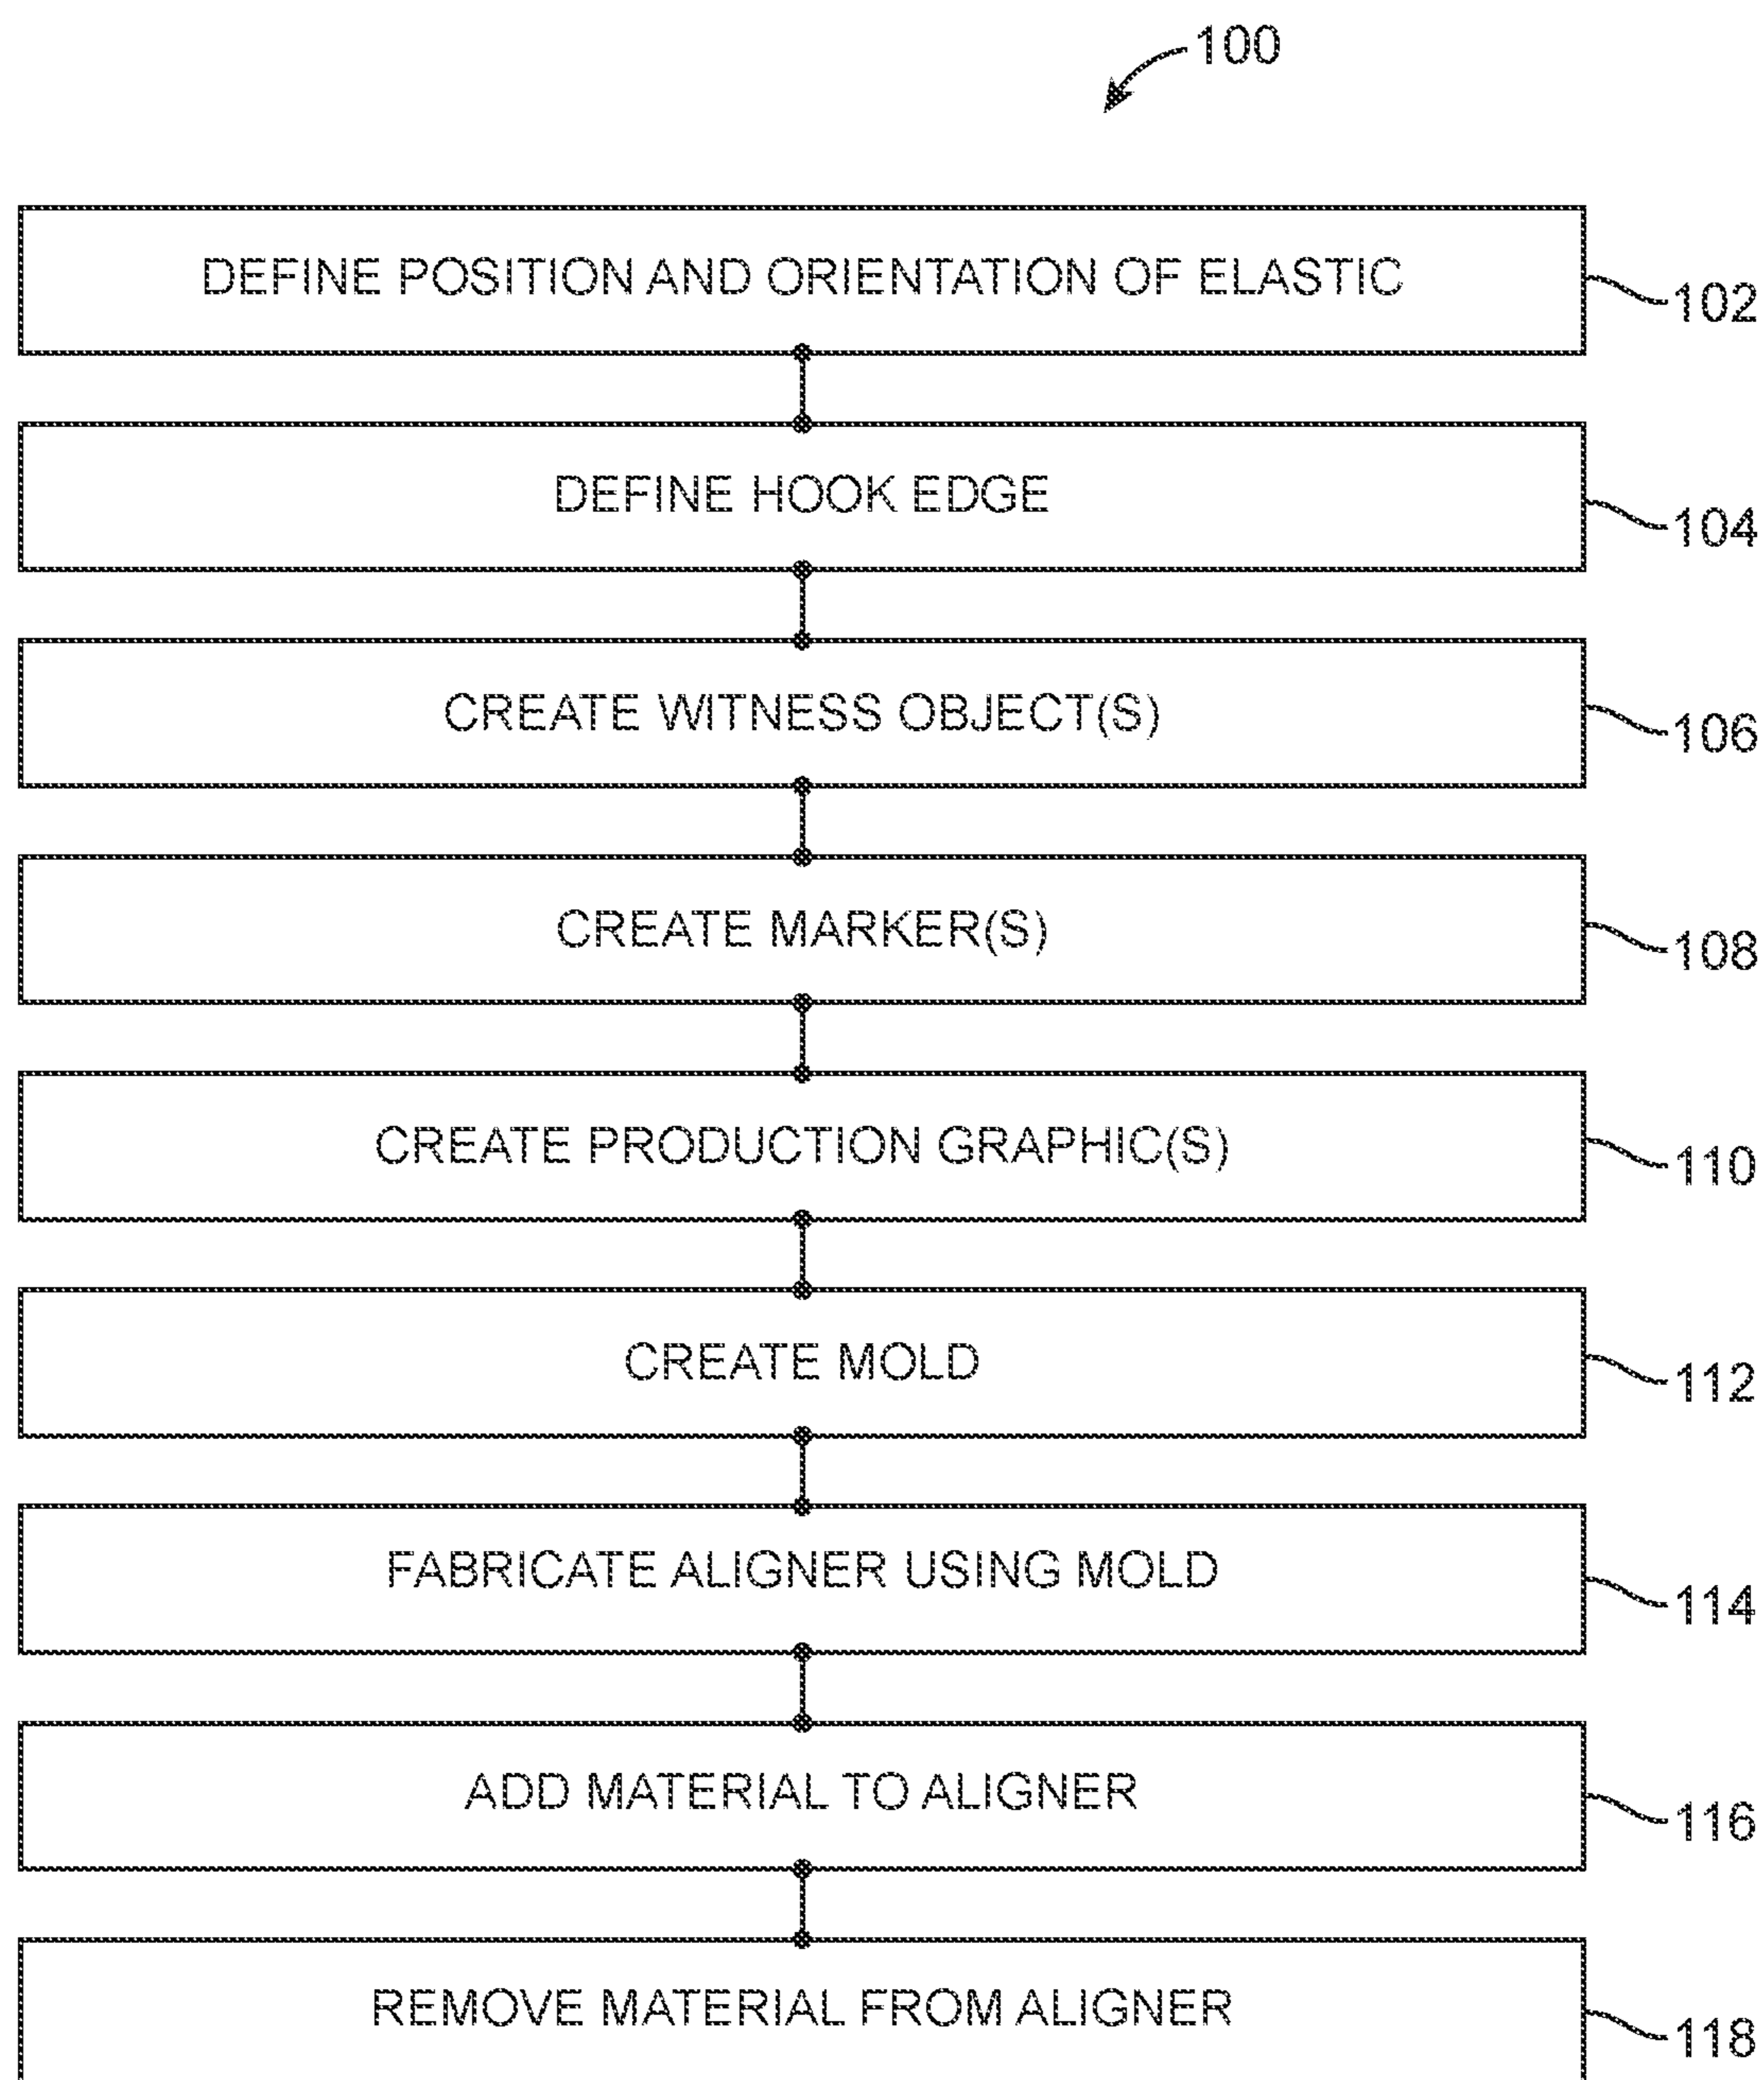 100
DEFINE POSITION AND ORIENTATION OF ELASTIC
102
DEFINE HOOK EDGE
104
CREATE WITNESS OBJECT(S)
106
CREATE MARKER(S)
108
CREATE PRODUCTION GRAPHIC(S)
110
CREATE MOLD
112
FABRICATE ALIGNER USING MOLD
114
ADD MATERIAL TO ALIGNER
116
REMOVE MATERIAL FROM ALIGNER
118